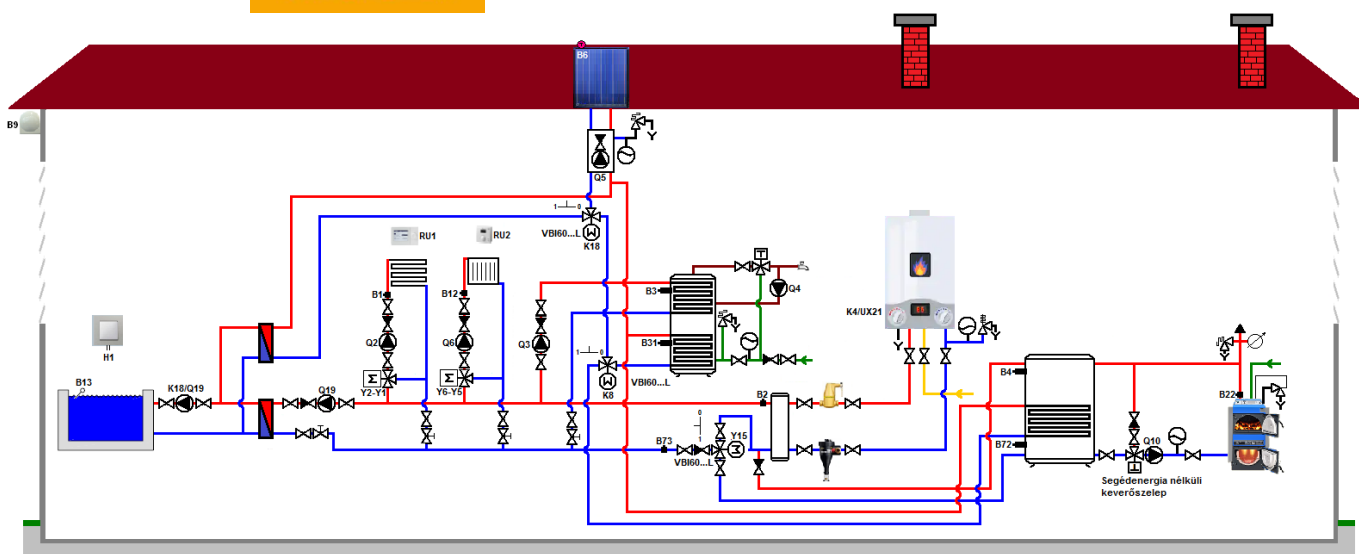 B6
B9
Q5
1 0
VBI60...L
K18
RU1
RU2
B1
B12
B3
Q4
K4/UX21
Q2
Q6
Q3
B31
H1
1 0
VBI60...L
K8
B4
B13
K18/Q19
Q19
Y2-Y1
Y6-Y5
B2
B22
0
1
B73
Y15
VBI60...L
B72
Q10
Segédenergia nélküli
keverőszelep